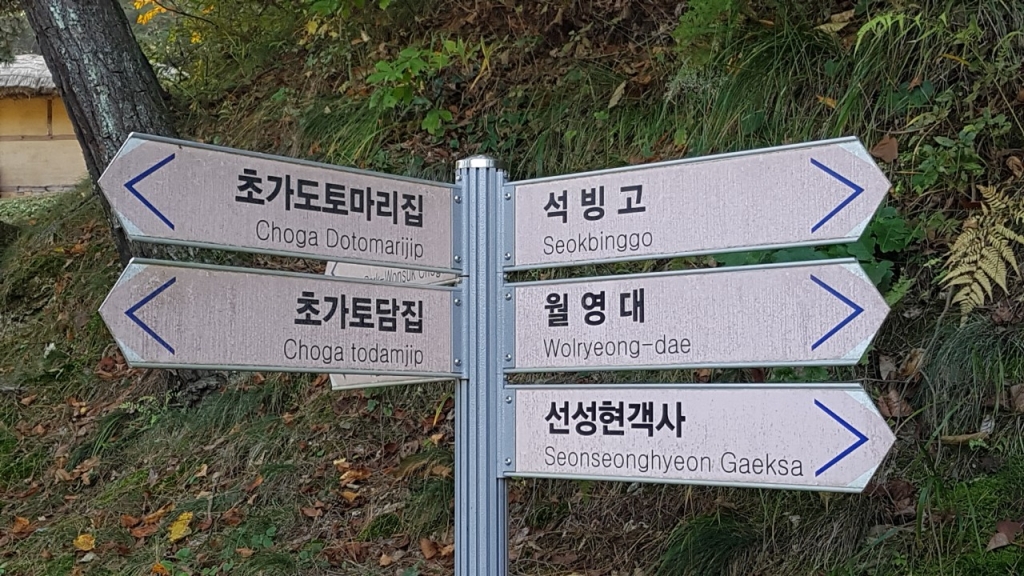 초가도토마리집
Choga Dotomarijip
초가토담집
Choga todamjip
석빙고
Seokbinggo
월영대
Wolryeong-dae
선성현객사
Seonseonghyeon Gaeksa